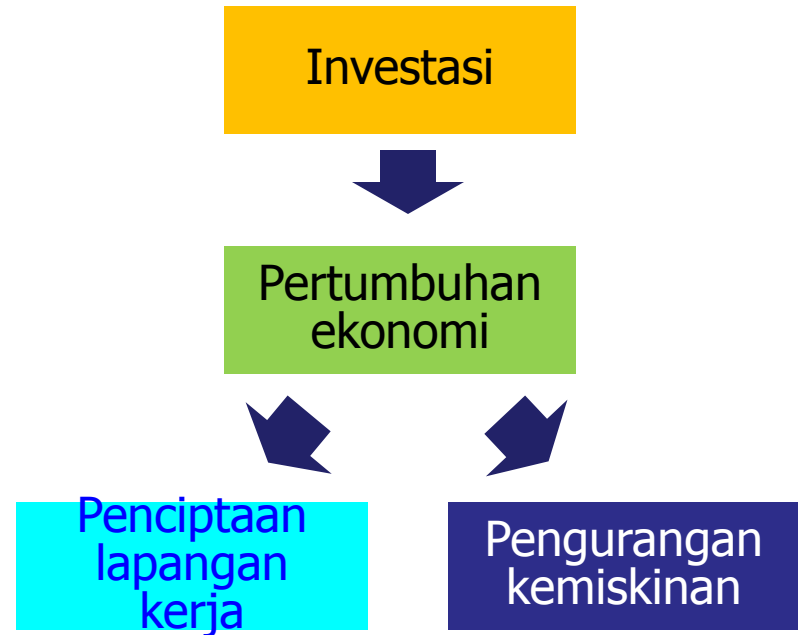 Investasi
Pertumbuhan
ekonomi
Penciptaan
lapangan
kerja
Pengurangan
kemiskinan